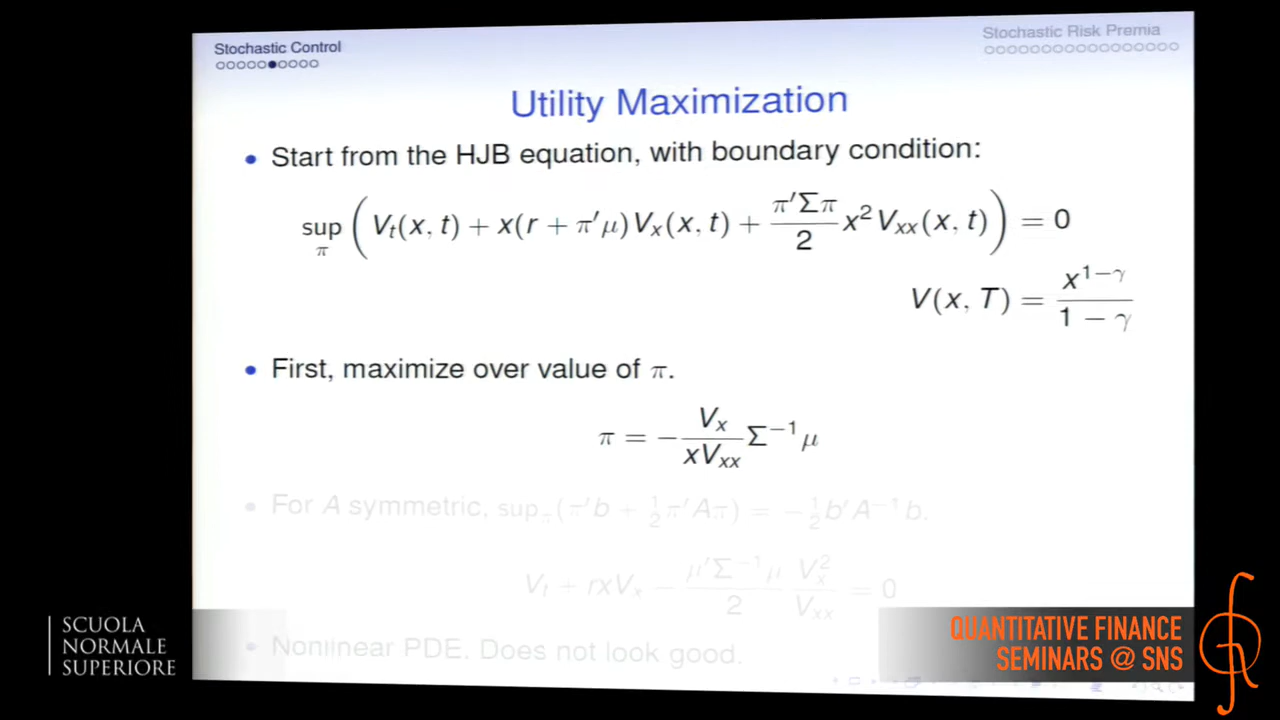 Stochastic Control
Stochastic Risk Premia
Utility Maximization
• Start from the HJB equation, with boundary condition:
sup_π ( V_t(x, t) + x(r + π′μ)V_x(x, t) + (π′Σπ / 2) x² V_xx(x, t) ) = 0
V(x, T) = x^{1−γ} / (1 − γ)
• First, maximize over value of π.
π = − (V_x / (x V_xx)) Σ⁻¹ μ
• For A symmetric, sup_π (π′b + ½π′Aπ) = −½b′A⁻¹b.
V_t + rxV_x − (μ′Σ⁻¹μ / 2) (V_x² / V_xx) = 0
• Nonlinear PDE. Does not look good.
SCUOLA
NORMALE
SUPERIORE
QUANTITATIVE FINANCE
SEMINARS @ SNS